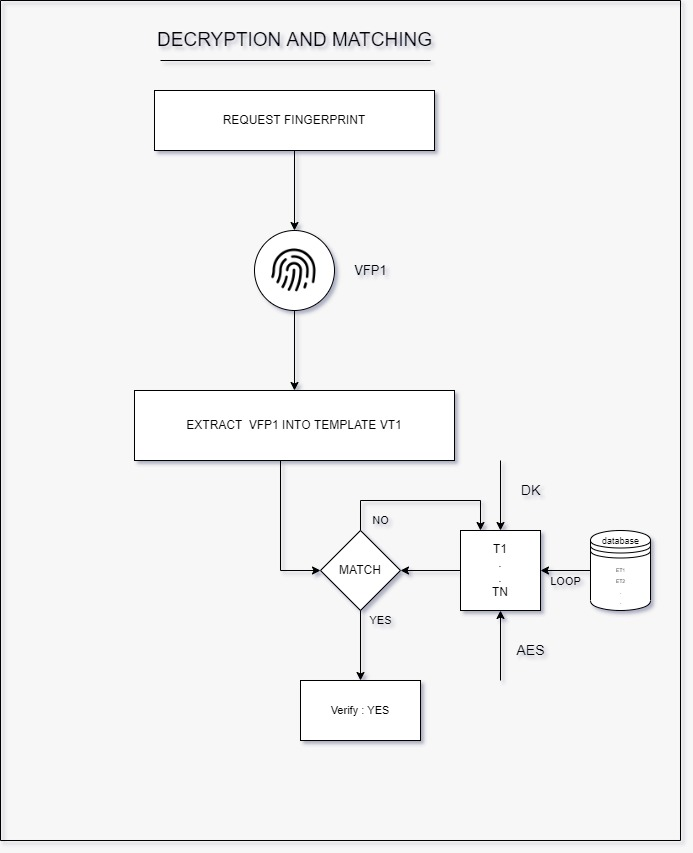 DECRYPTION AND MATCHING
REQUEST FINGERPRINT
VFP1
EXTRACT VFP1 INTO TEMPLATE VT1
DK
NO
T1
.
.
TN
MATCH
database
ET1
ET2
.
.
LOOP
YES
AES
Verify : YES